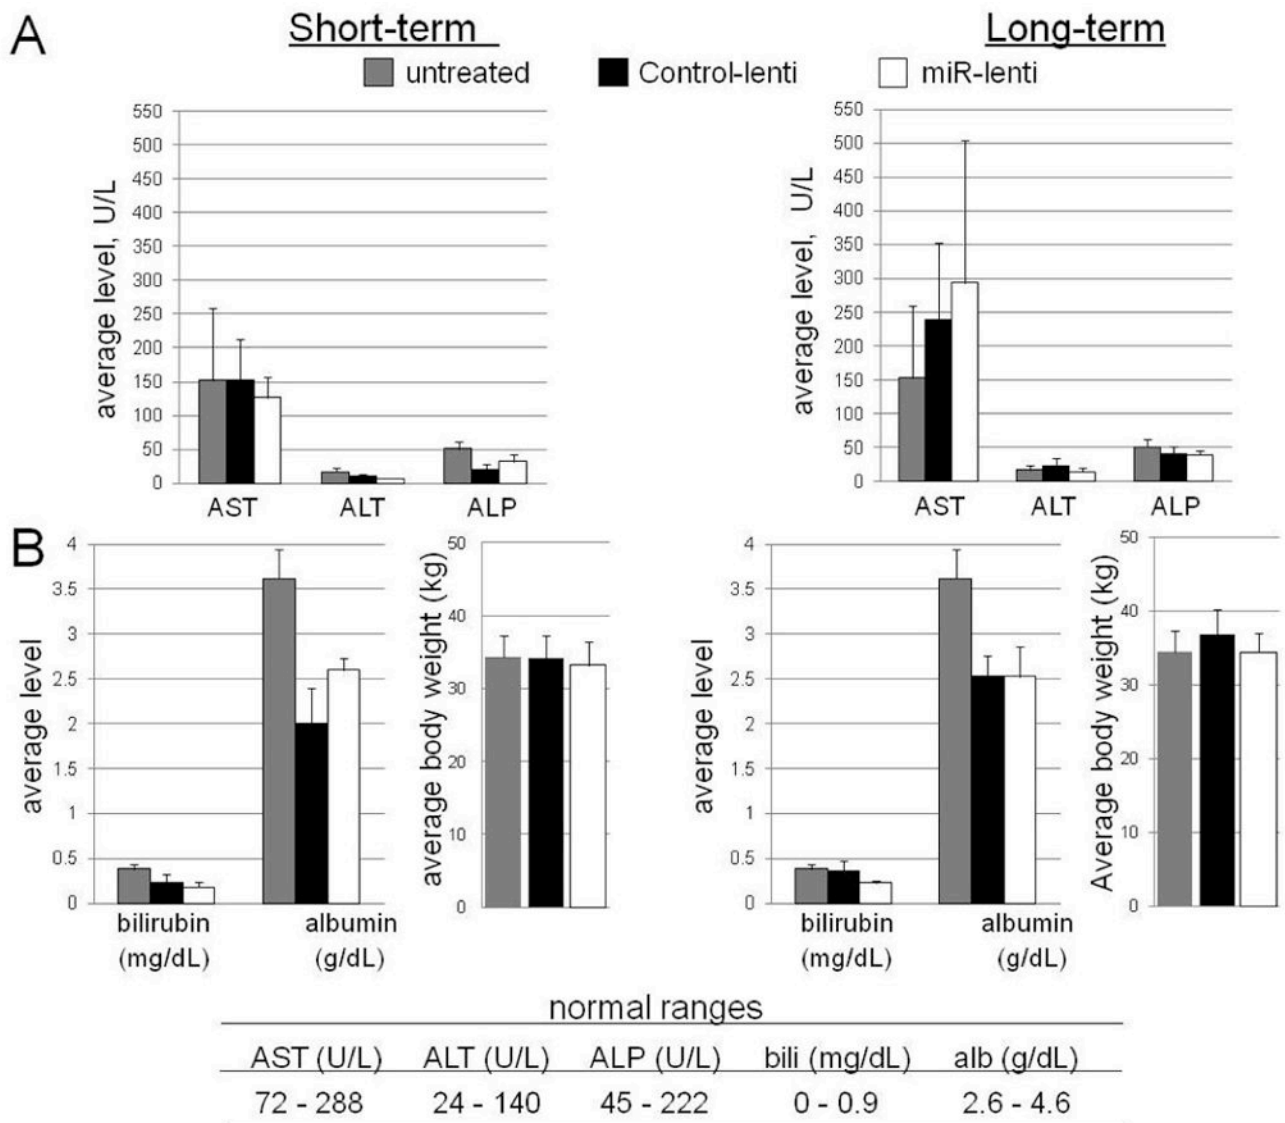 A
Short-term
Long-term
untreated
Control-lenti
miR-lenti
average level, U/L
550
500
450
400
350
300
250
200
150
100
50
0
AST
ALT
ALP
average level, U/L
550
500
450
400
350
300
250
200
150
100
50
0
AST
ALT
ALP
B
average level
4
3.5
3
2.5
2
1.5
1
0.5
0
bilirubin
(mg/dL)
albumin
(g/dL)
average body weight (kg)
50
40
30
20
10
0
average level
4
3.5
3
2.5
2
1.5
1
0.5
0
bilirubin
(mg/dL)
albumin
(g/dL)
Average body weight (kg)
50
40
30
20
10
0
normal ranges
AST (U/L) ALT (U/L) ALP (U/L) bili (mg/dL) alb (g/dL)
72 - 288 24 - 140 45 - 222 0 - 0.9 2.6 - 4.6